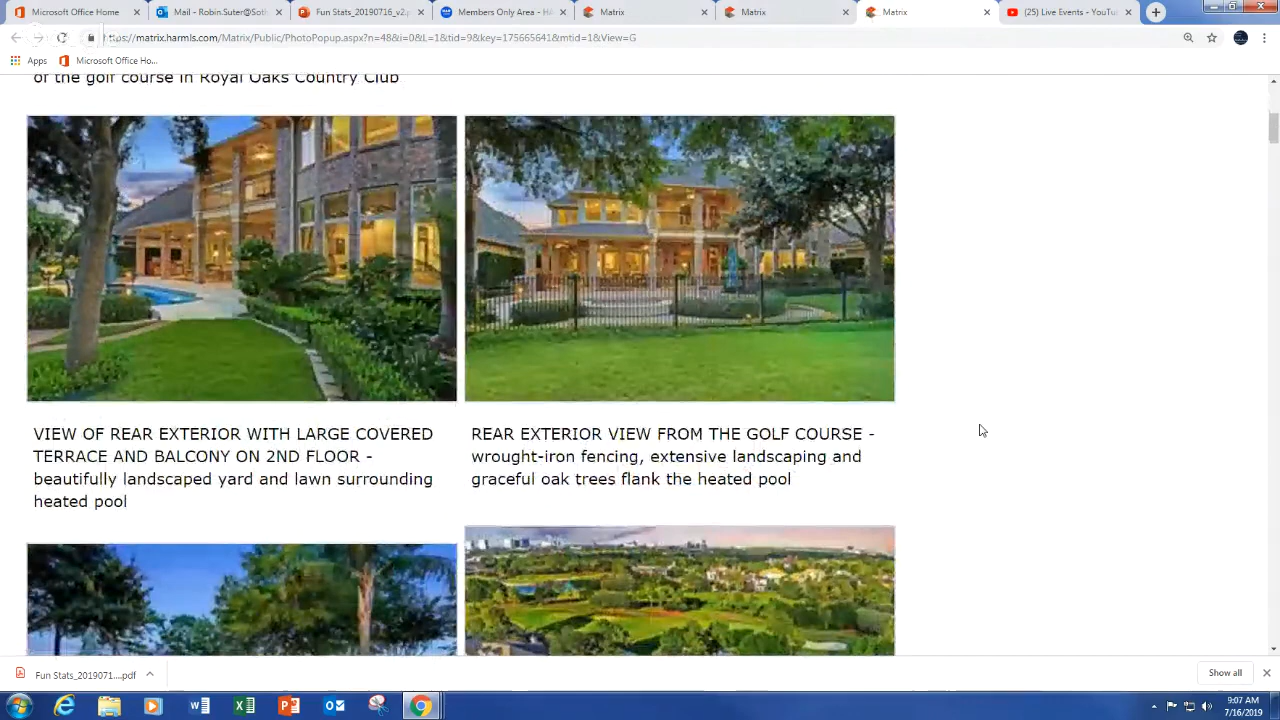 Microsoft Office Home
Mail - Robin.Suter@Soth
Fun Stats_20190716_v2.p
Members Only Area - H
Matrix
Matrix
Matrix
(25) Live Events - YouTu
ttps://matrix.harmls.com/Matrix/Public/PhotoPopup.aspx?n=48&i=0&L=1&tid=9&key=175665641&mtid=1&View=G
Apps
Microsoft Office Ho...
of the golf course in Royal Oaks Country Club
VIEW OF REAR EXTERIOR WITH LARGE COVERED
TERRACE AND BALCONY ON 2ND FLOOR -
beautifully landscaped yard and lawn surrounding
heated pool
REAR EXTERIOR VIEW FROM THE GOLF COURSE -
wrought-iron fencing, extensive landscaping and
graceful oak trees flank the heated pool
Fun Stats_201907​1....pdf
Show all
9:07 AM
7/16/2019